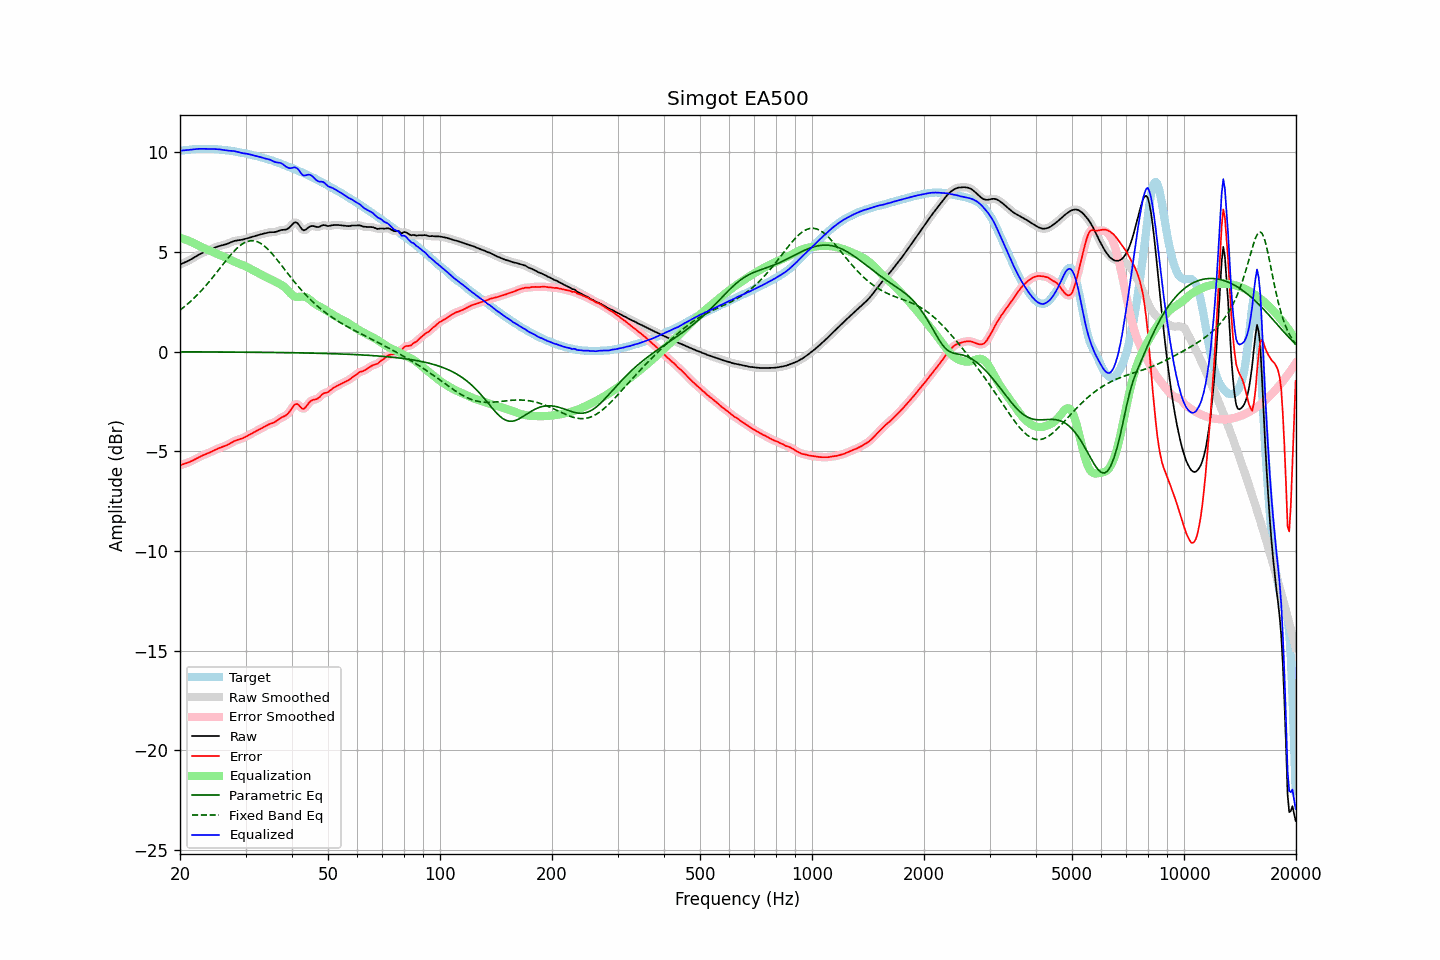 Simgot EA500
10
5
0
−5
−10
−15
−20
−25
Amplitude (dBr)
Target
Raw Smoothed
Error Smoothed
Raw
Error
Equalization
Parametric Eq
Fixed Band Eq
Equalized
20 50 100 200 500 1000 2000 5000 10000 20000
Frequency (Hz)